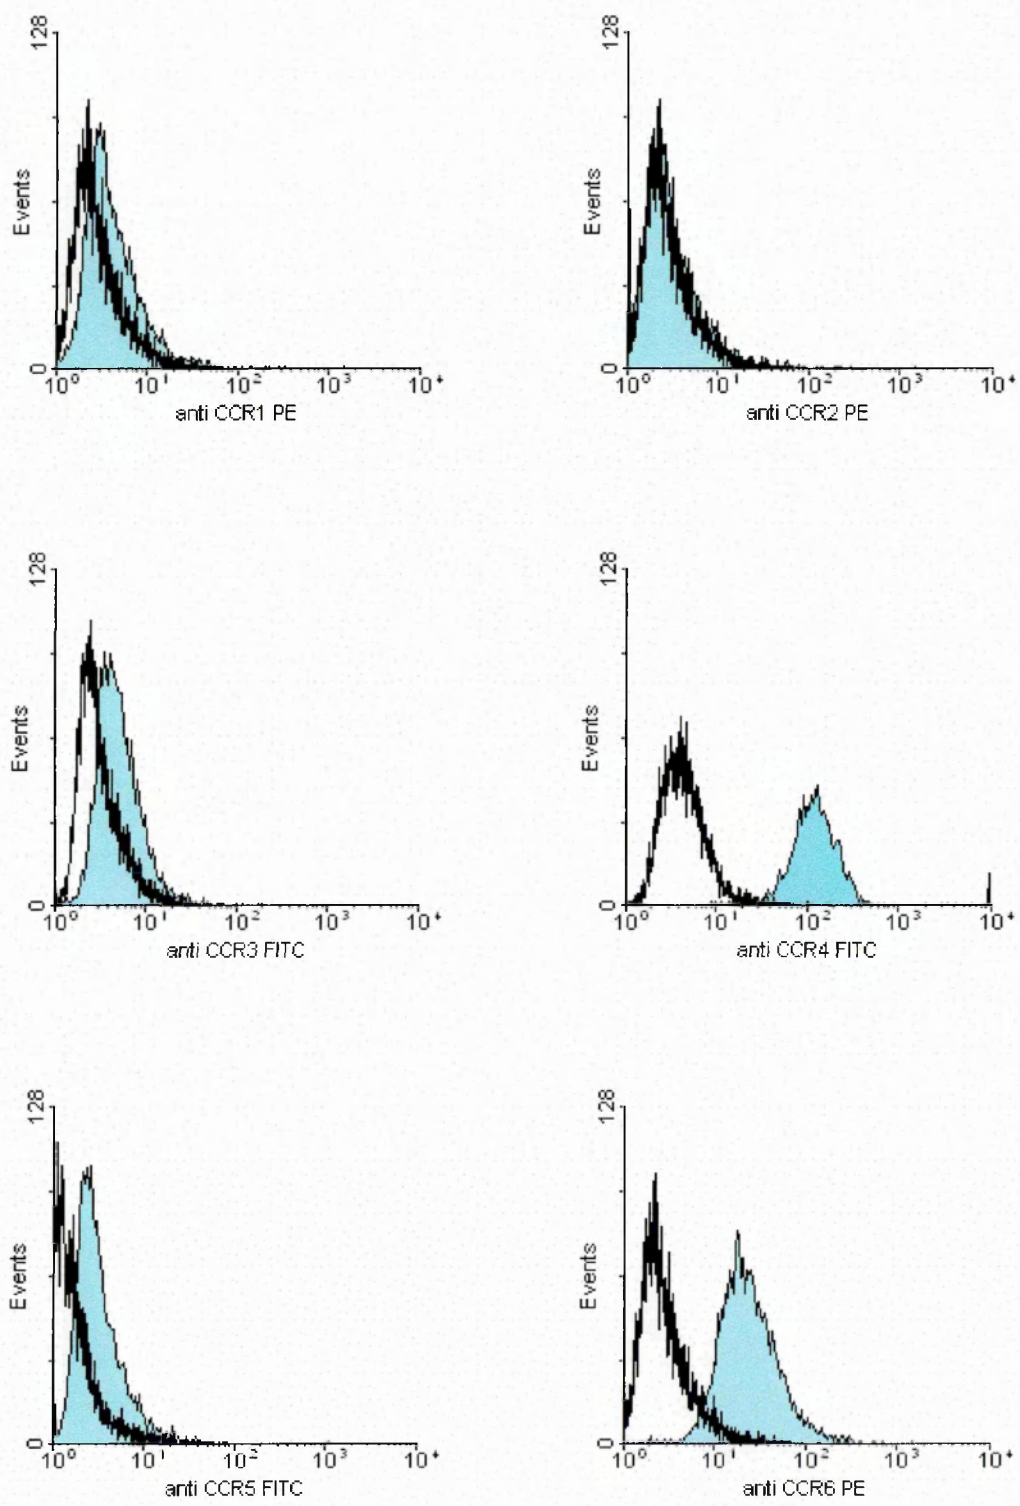 128 128
Events Events
0 0
10⁰ 10¹ 10² 10³ 10⁴ 10⁰ 10¹ 10² 10³ 10⁴
anti CCR1 PE anti CCR2 PE
128 128
Events Events
0 0
10⁰ 10¹ 10² 10³ 10⁴ 10⁰ 10¹ 10² 10³ 10⁴
anti CCR3 FITC anti CCR4 FITC
128 128
Events Events
0 0
10⁰ 10¹ 10² 10³ 10⁴ 10⁰ 10¹ 10² 10³ 10⁴
anti CCR5 FITC anti CCR6 PE